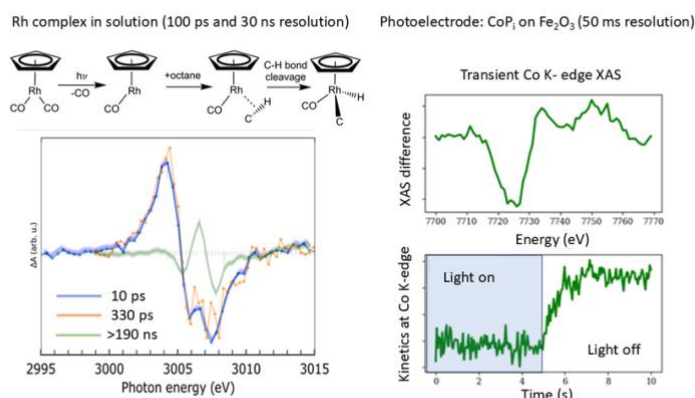 Rh complex in solution (100 ps and 30 ns resolution)
hν
-CO
+octane
C-H bond
cleavage
Rh
CO
CO
Rh
CO
Rh
CO
H
C
Rh
CO
H
C
ΔA (arb. u.)
10 ps
330 ps
>190 ns
2995 3000 3005 3010 3015
Photon energy (eV)
Photoelectrode: CoPi on Fe2O3 (50 ms resolution)
Transient Co K- edge XAS
XAS difference
7700 7710 7720 7730 7740 7750 7760 7770
Energy (eV)
Kinetics at Co K-edge
Light on
Light off
0 2 4 6 8 10
Time (s)